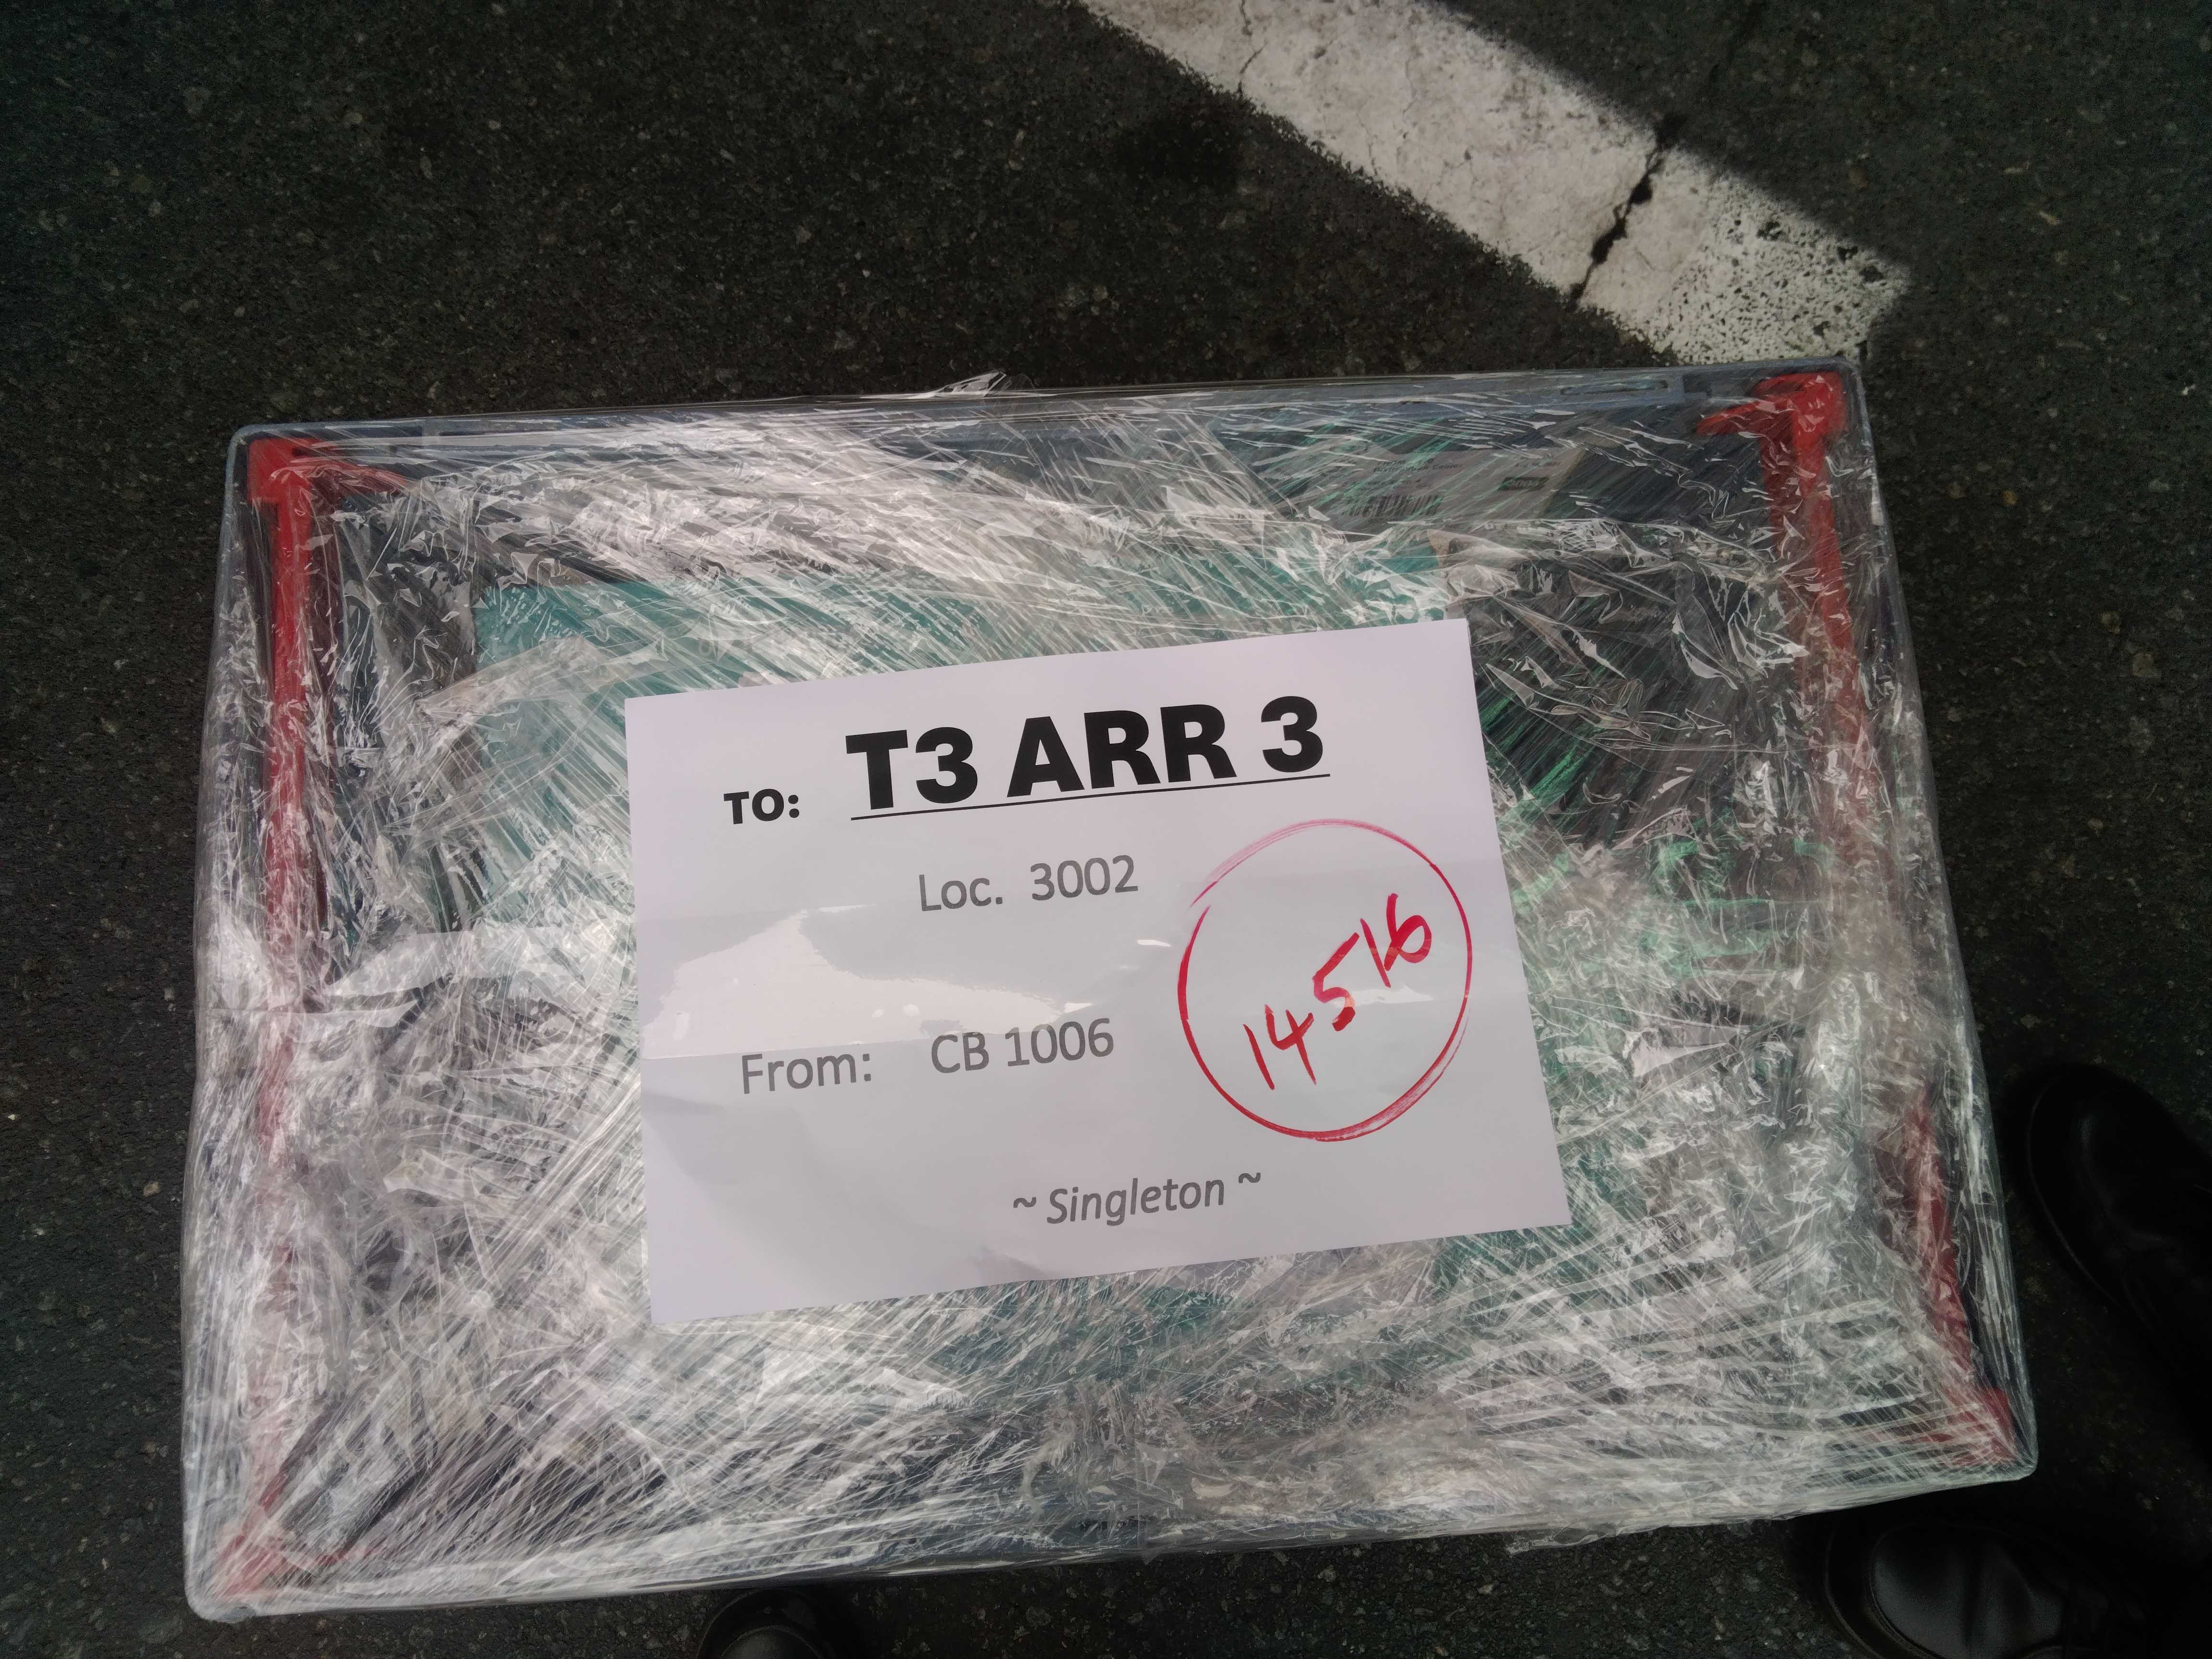 TO: T3 ARR 3
Loc. 3002
14516
From: CB 1006
~ Singleton ~